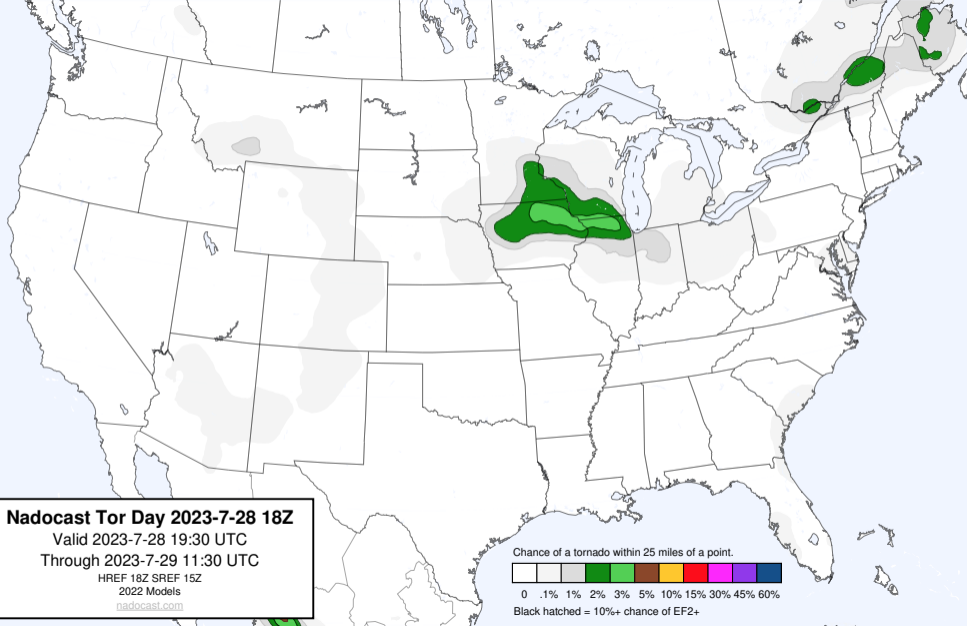 Nadocast Tor Day 2023-7-28 18Z
Valid 2023-7-28 19:30 UTC
Through 2023-7-29 11:30 UTC
HREF 18Z SREF 15Z
2022 Models
nadocast.com
Chance of a tornado within 25 miles of a point.
0 .1% 1% 2% 3% 5% 10% 15% 30% 45% 60%
Black hatched = 10%+ chance of EF2+